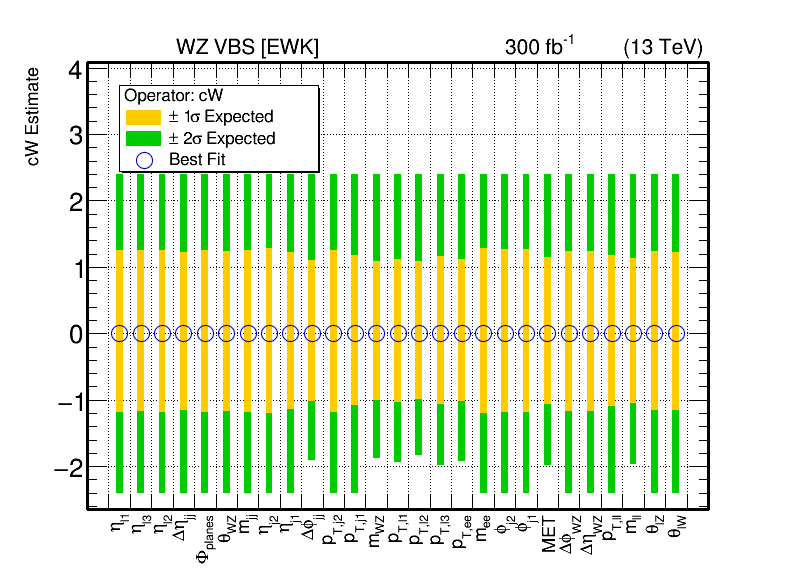 WZ VBS [EWK] 300 fb-1 (13 TeV)
cW Estimate
Operator: cW
± 1σ Expected
± 2σ Expected
Best Fit
4
3
2
1
0
−1
−2
ηl1 ηl3 ηl2 Δηjj Φplanes θWZ mjj ηj2 ηj1 Δφjj pT,j2 pT,j1 mWZ pT,l1 pT,l2 pT,l3 pT,ee mee φj2 φj1 MET ΔφWZ ΔηWZ pT,ll mll θlZ θlW